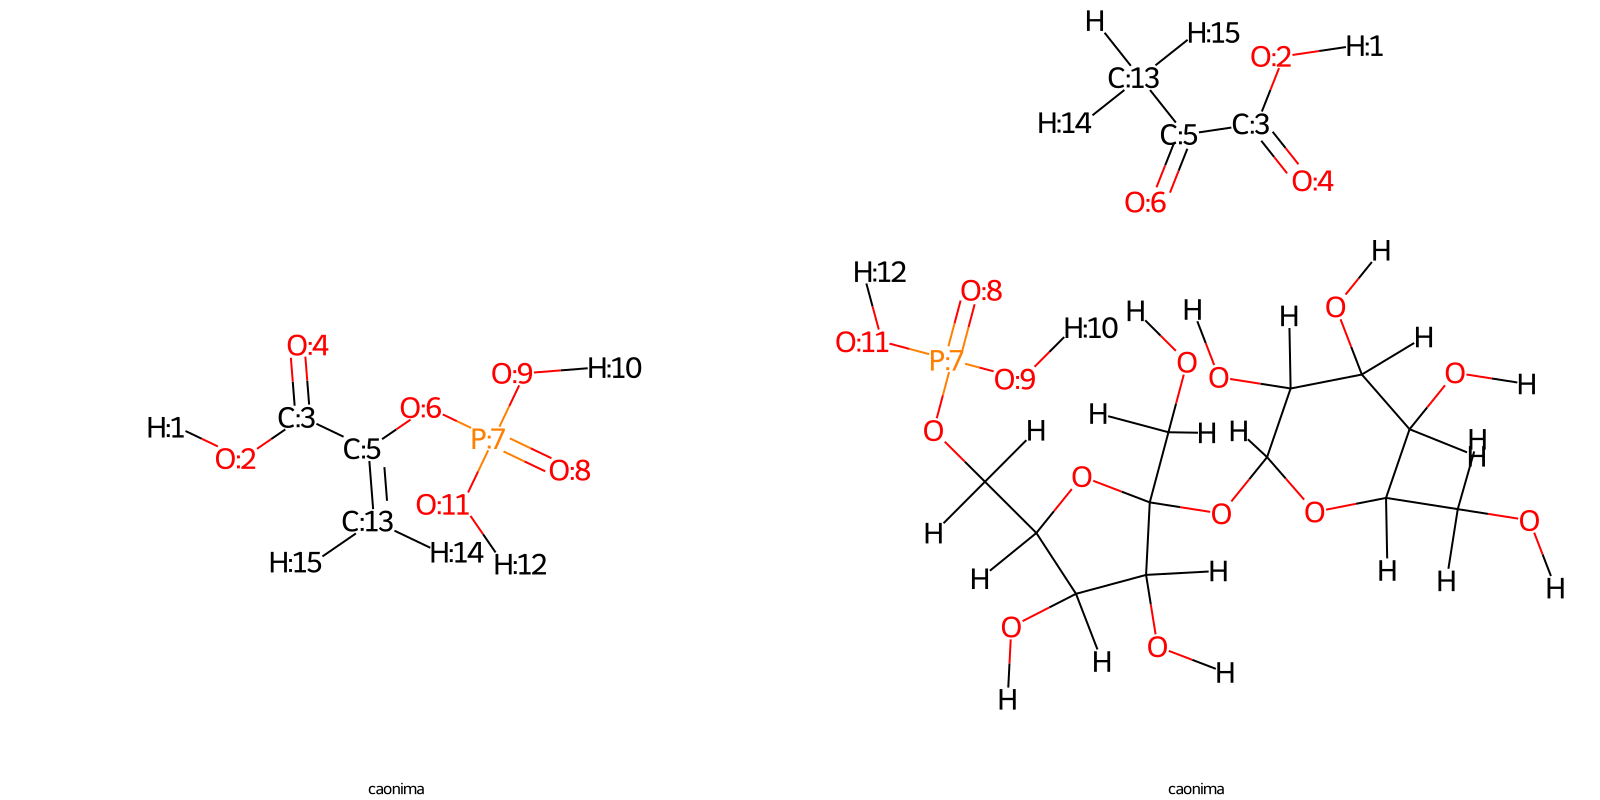 O:4
O:9 H:10
C:3 O:6
H:1
C:5 P:7
O:2 O:8
O:11
C:13
H:15 H:14 H:12
caonima
H
H:15
O:2 H:1
C:13
H:14 C:5 C:3
O:4
O:6
H
H:12
O:8
H H H O
O:11 H:10 H
P:7 O
O:9 O O H
H H
O H H H H H
O
O O O
H
H H H H H
O
O
H H
H
caonima